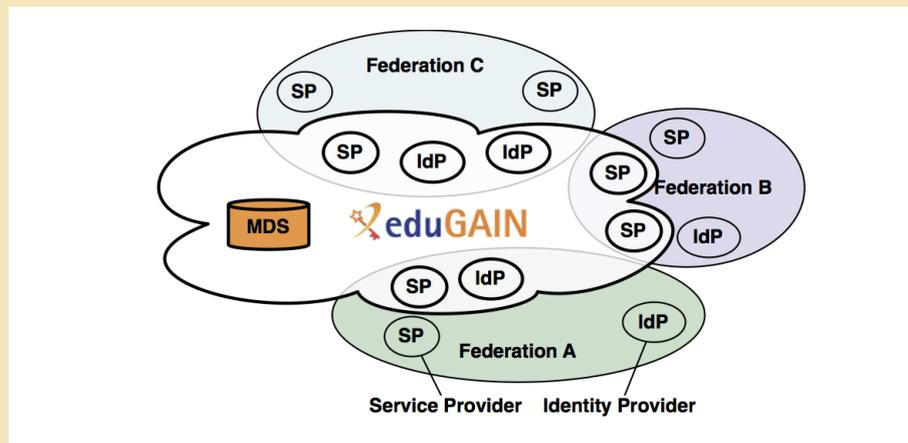 Federation C
SP
SP
SP
IdP
IdP
SP
SP
Federation B
MDS
eduGAIN
SP
IdP
SP
IdP
SP
IdP
Federation A
Service Provider
Identity Provider